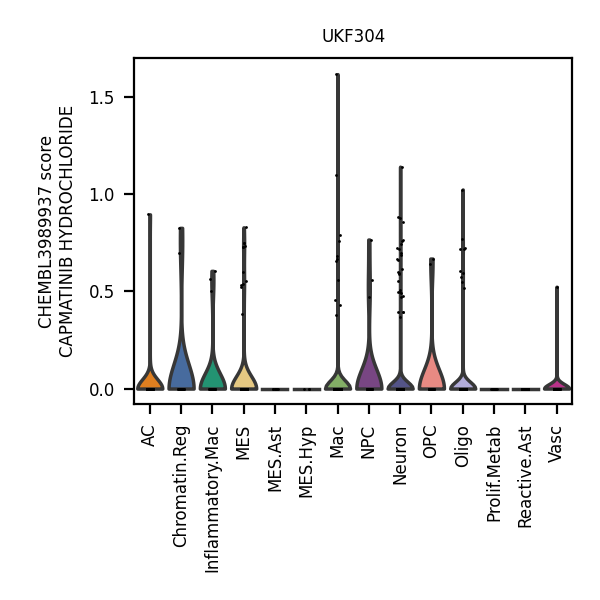 UKF304
CHEMBL3989937 score
CAPMATINIB HYDROCHLORIDE
1.5
1.0
0.5
0.0
AC
Chromatin.Reg
Inflammatory.Mac
MES
MES.Ast
MES.Hyp
Mac
NPC
Neuron
OPC
Oligo
Prolif.Metab
Reactive.Ast
Vasc